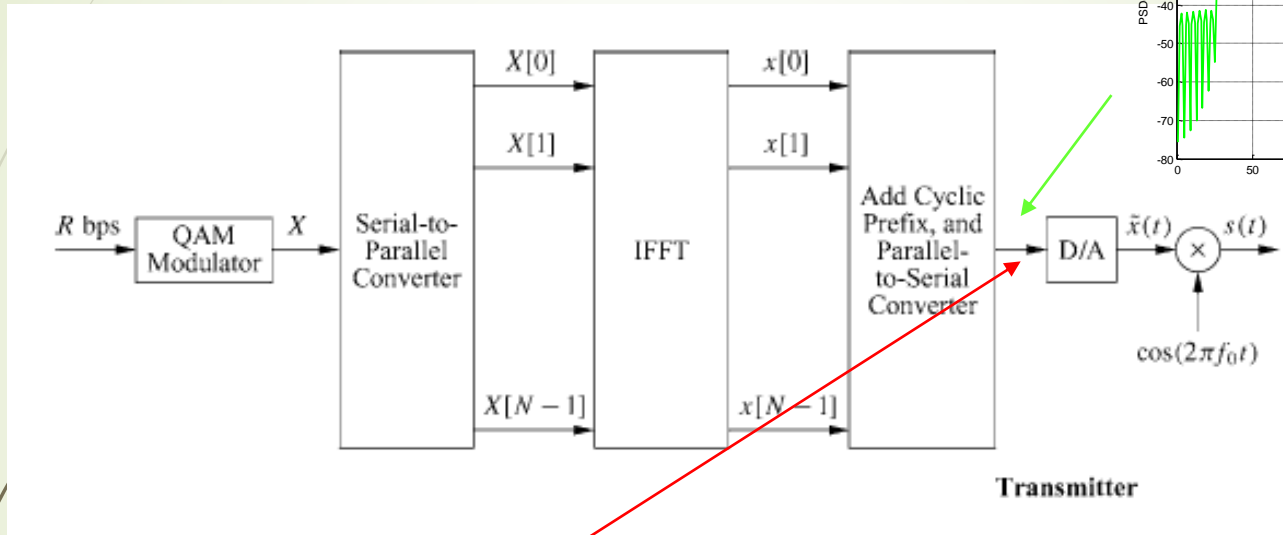 PSD
-40
-50
-60
-70
-80
0
50
R bps
QAM
Modulator
X
Serial-to-
Parallel
Converter
X[0]
X[1]
X[N − 1]
IFFT
x[0]
x[1]
x[N − 1]
Add Cyclic
Prefix, and
Parallel-
to-Serial
Converter
D/A
x̃(t)
×
s(t)
cos(2πf₀t)
Transmitter